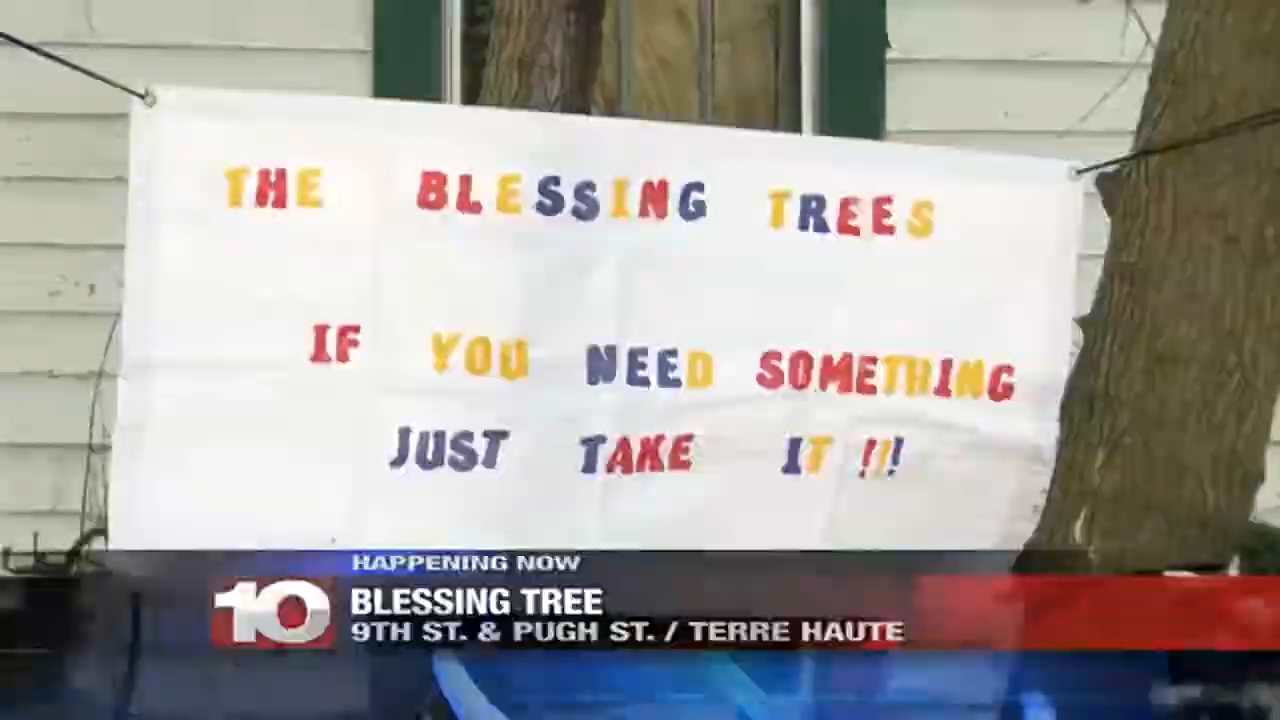 THE BLESSING TREES
IF YOU NEED SOMETHING
JUST TAKE IT !!!
HAPPENING NOW
10
BLESSING TREE
9TH ST. & PUGH ST. / TERRE HAUTE